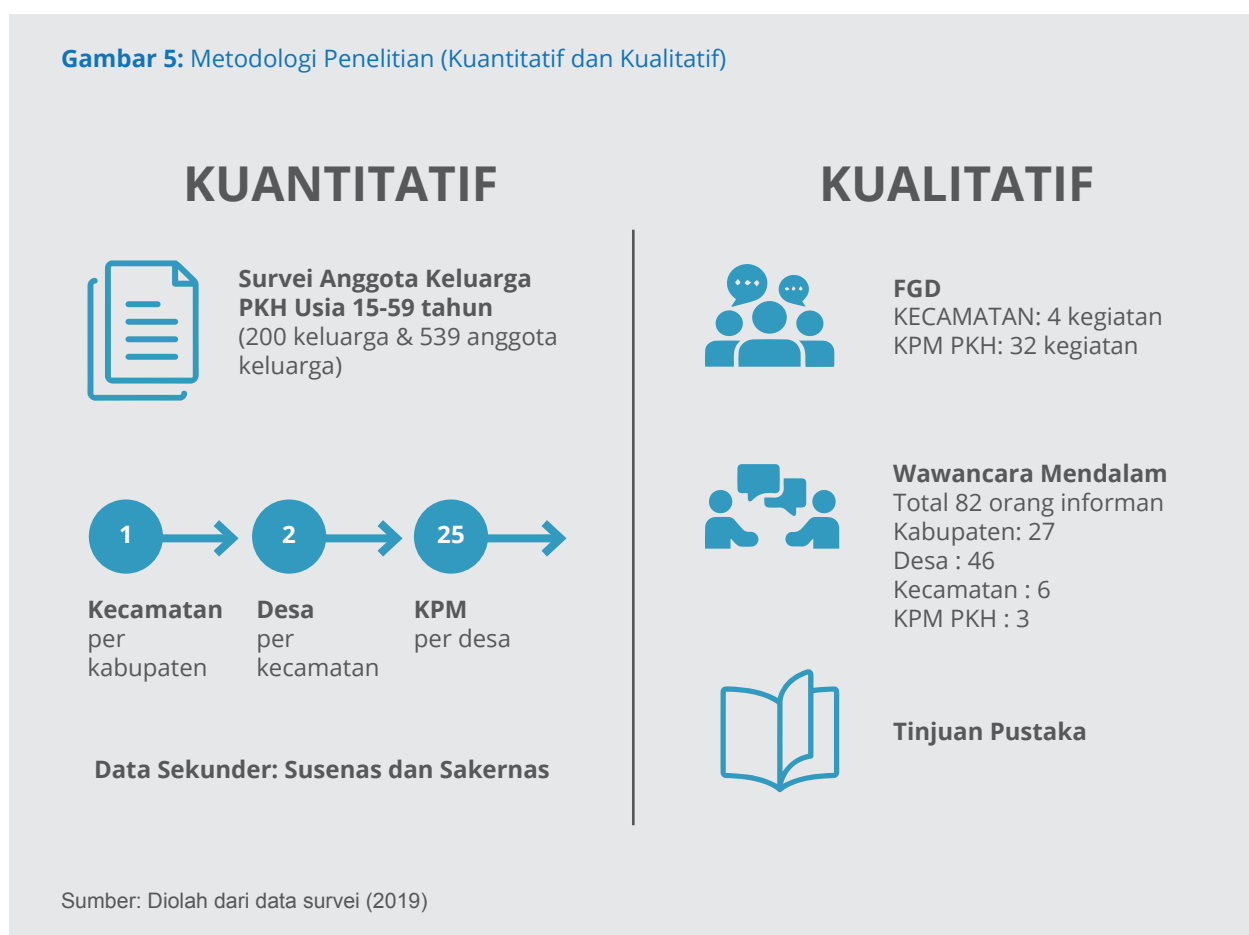 Gambar 5: Metodologi Penelitian (Kuantitatif dan Kualitatif)
KUANTITATIF
Survei Anggota Keluarga
PKH Usia 15-59 tahun
(200 keluarga & 539 anggota
keluarga)
1
2
25
Kecamatan
per
kabupaten
Desa
per
kecamatan
KPM
per desa
Data Sekunder: Susenas dan Sakernas
KUALITATIF
FGD
KECAMATAN: 4 kegiatan
KPM PKH: 32 kegiatan
Wawancara Mendalam
Total 82 orang informan
Kabupaten: 27
Desa : 46
Kecamatan : 6
KPM PKH : 3
Tinjuan Pustaka
Sumber: Diolah dari data survei (2019)